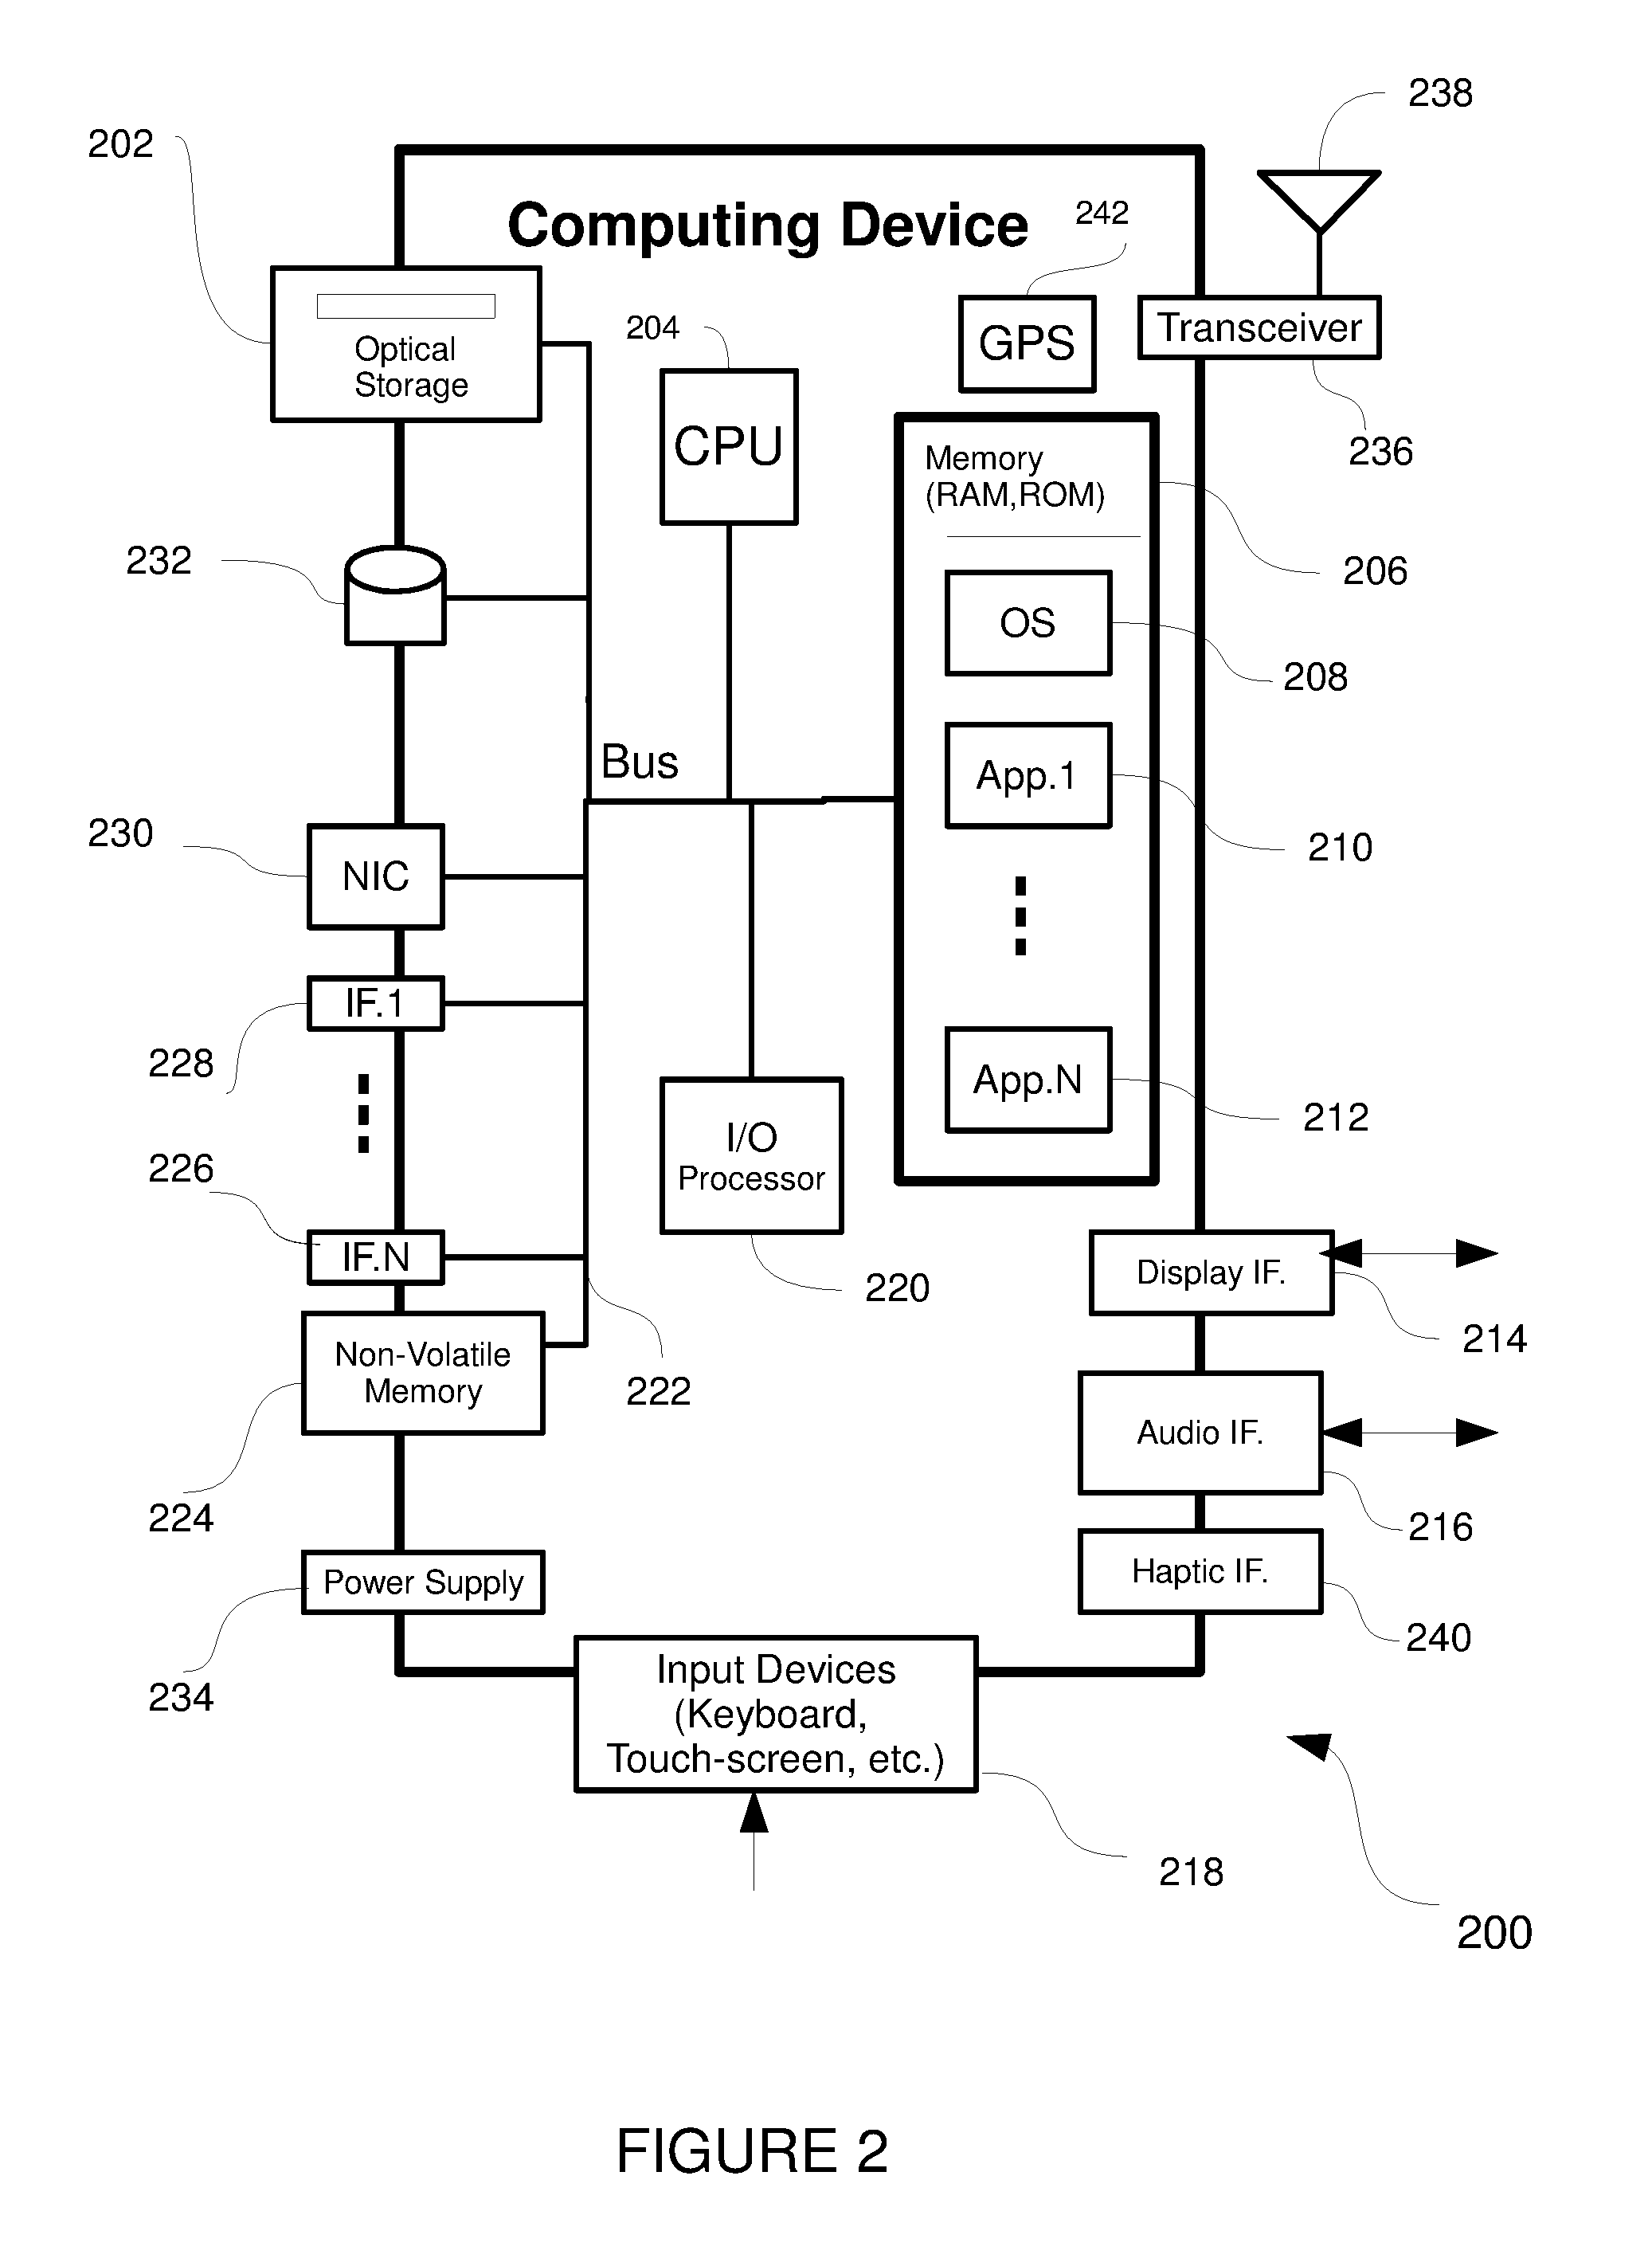 238
202
Computing Device
242
204
Transceiver
GPS
Optical
Storage
CPU
236
Memory
(RAM,ROM)
232
206
OS
208
Bus
App.1
230
210
NIC
IF.1
228
App.N
212
I/O
Processor
226
IF.N
220
Display IF.
214
Non-Volatile
Memory
222
Audio IF.
224
216
Haptic IF.
Power Supply
240
234
Input Devices
(Keyboard,
Touch-screen, etc.)
218
200
FIGURE 2